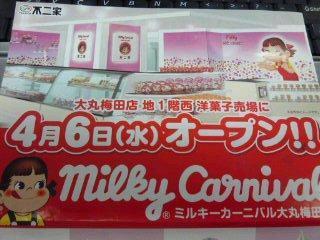 不二家
Milky
大丸梅田店 地1階西 洋菓子売場に
4月6日(水)オープン!!
milky Carnival
®ミルキーカーニバル大丸梅田